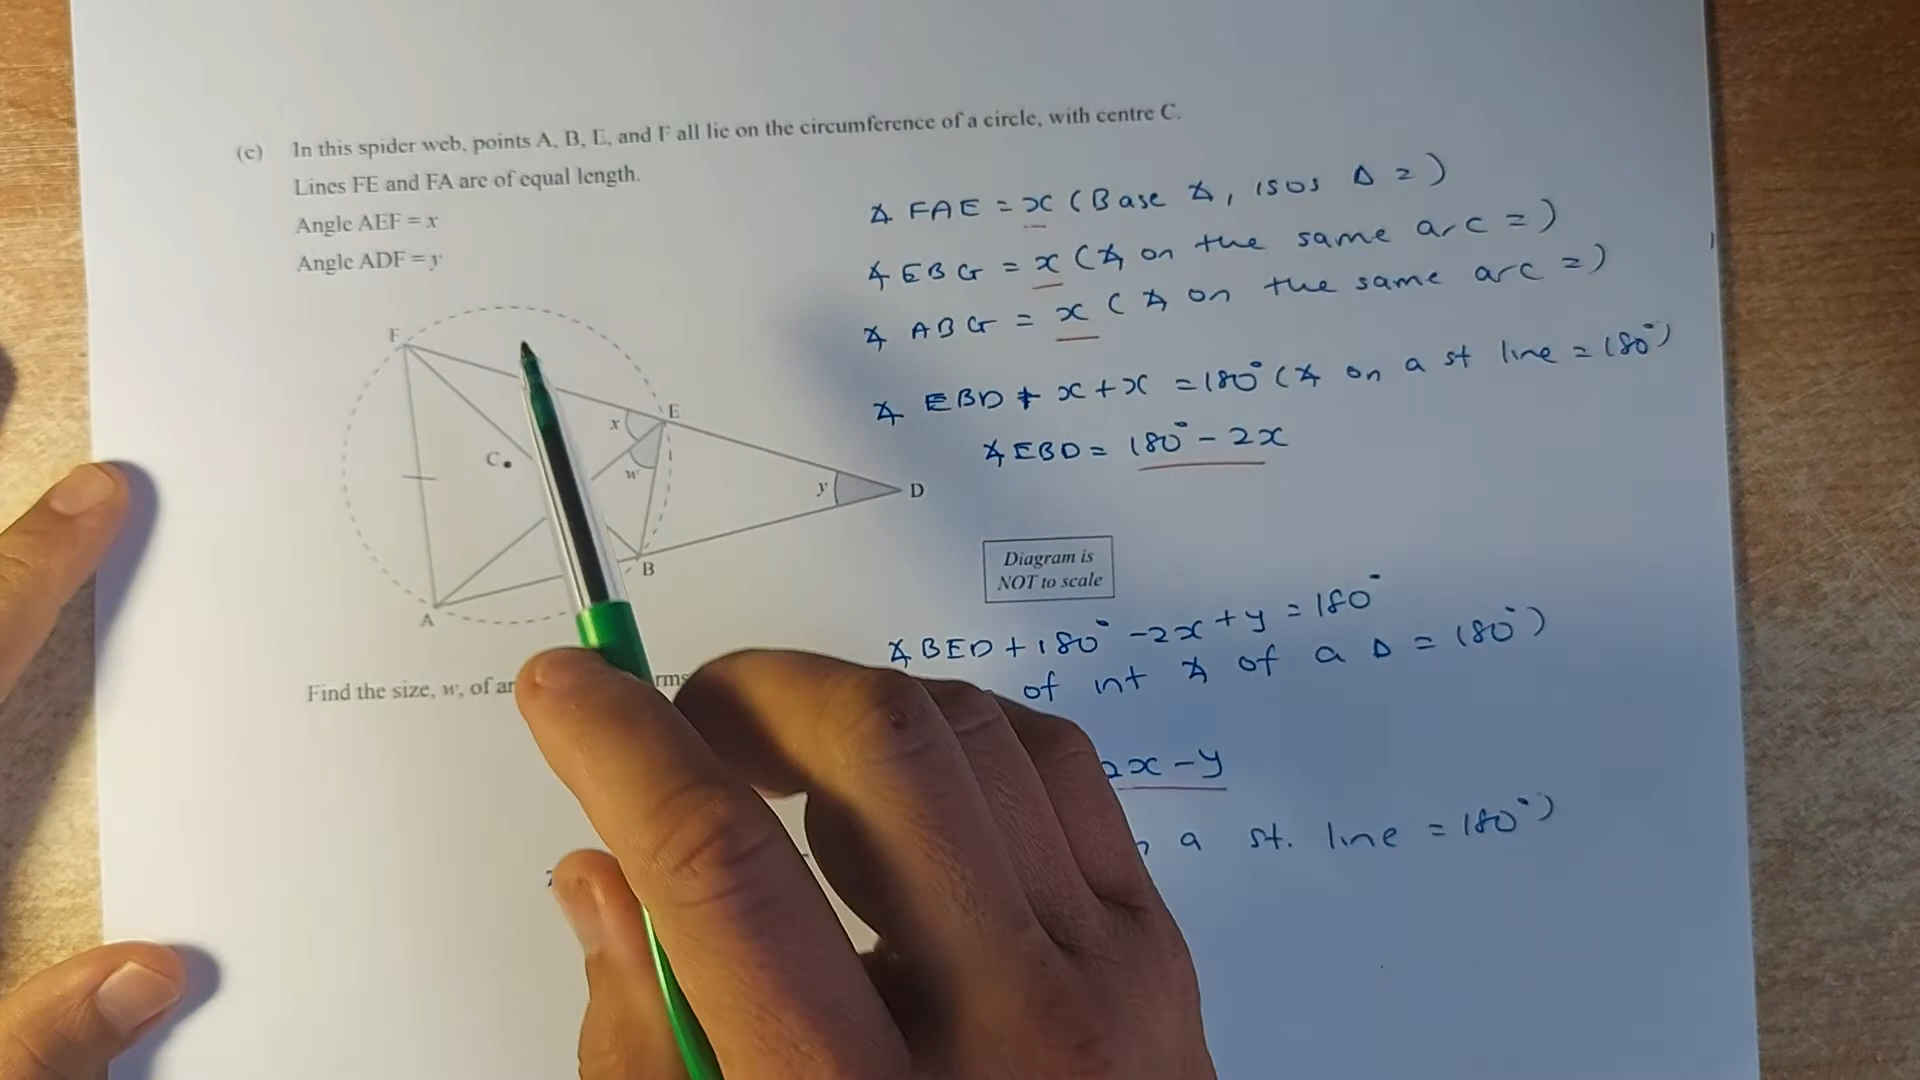 (c) In this spider web, points A, B, E, and F all lie on the circumference of a circle, with centre C.
Lines FE and FA are of equal length.
Angle AEF = x
Angle ADF = y
F
E
x
C
w
y
D
B
A
Diagram is
NOT to scale
Find the size, w, of
∡ FAE = x (Base ∡, isos Δ =)
∡ EBG = x (∡ on the same arc =)
∡ ABG = x (∡ on the same arc =)
∡ EBD + x + x = 180° (∡ on a st line = 180°)
∡ EBD = 180° - 2x
∡ BED + 180° - 2x + y = 180°
of int ∡ of a Δ = 180°)
2x - y
a st. line = 180°)